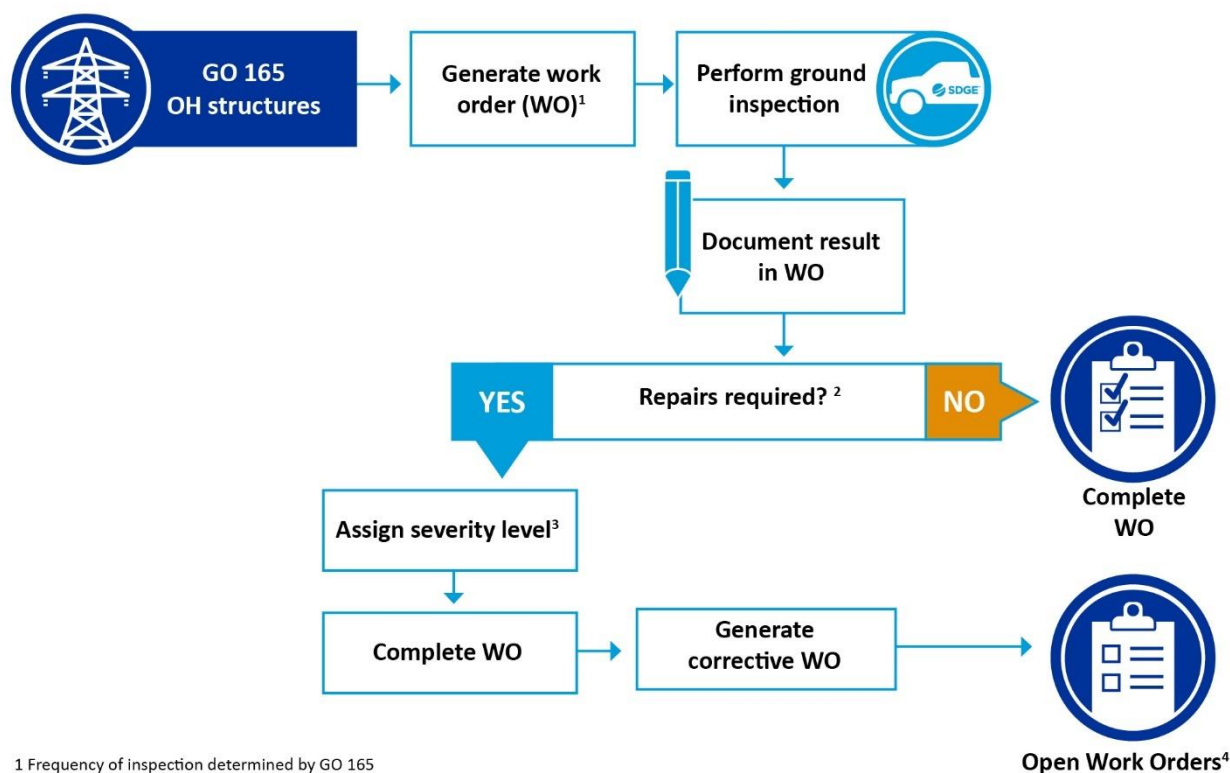 GO 165
OH structures
Generate work
order (WO)¹
Perform ground
inspection
SDGE
Document result
in WO
YES
Repairs required? ²
NO
Complete
WO
Assign severity level³
Complete WO
Generate
corrective WO
Open Work Orders⁴
1 Frequency of inspection determined by GO 165